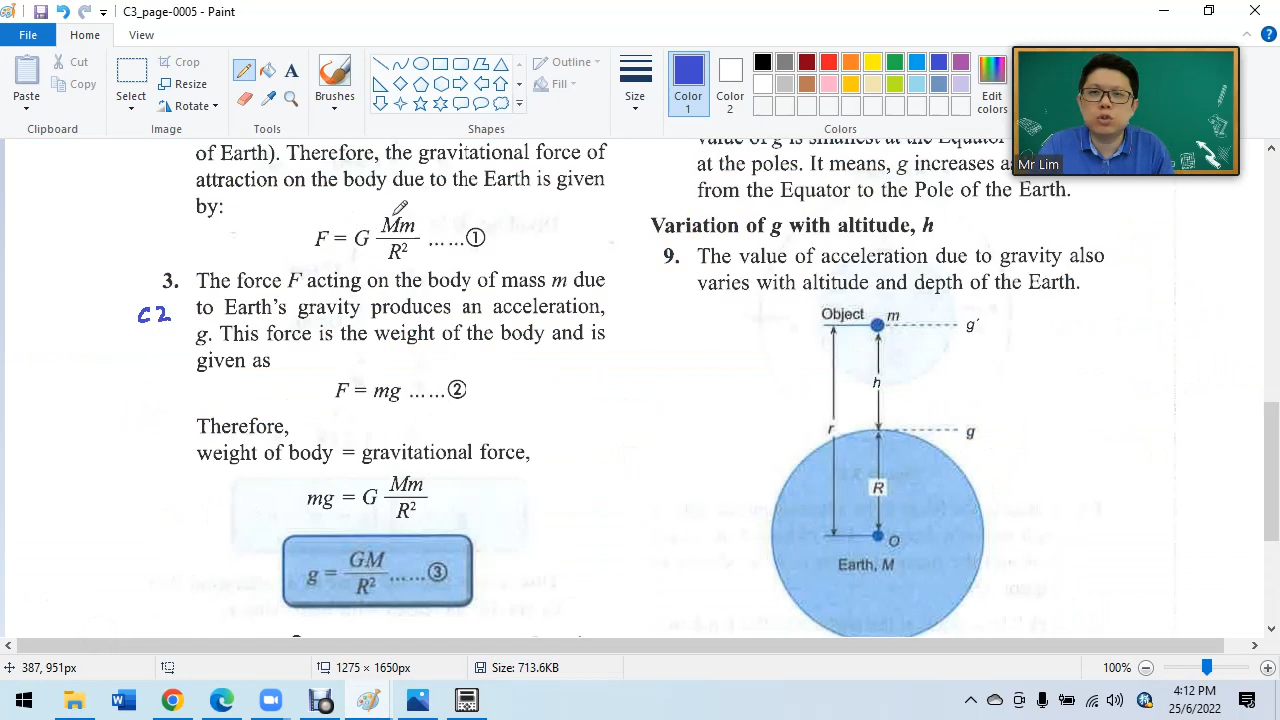 C3_page-0005 - Paint
File
Home
View
Paste
Cut
Copy
Clipboard
Select
Crop
Resize
Rotate
Image
A
Tools
Brushes
Shapes
Outline
Fill
Size
Color 1
Color 2
Edit colors
Colors
Mr Lim
of Earth). Therefore, the gravitational force of
attraction on the body due to the Earth is given
by:
F = G Mm/R² ……①
3. The force F acting on the body of mass m due
C2
to Earth's gravity produces an acceleration,
g. This force is the weight of the body and is
given as
F = mg ……②
Therefore,
weight of body = gravitational force,
mg = G Mm/R²
g = GM/R² ……③
value of g is smallest at the Equator
at the poles. It means, g increases
from the Equator to the Pole of the Earth.
Variation of g with altitude, h
9. The value of acceleration due to gravity also
varies with altitude and depth of the Earth.
Object m
g′
h
r
g
R
O
Earth, M
387, 951px
1275 × 1650px
Size: 713.6KB
100%
4:12 PM
25/6/2022